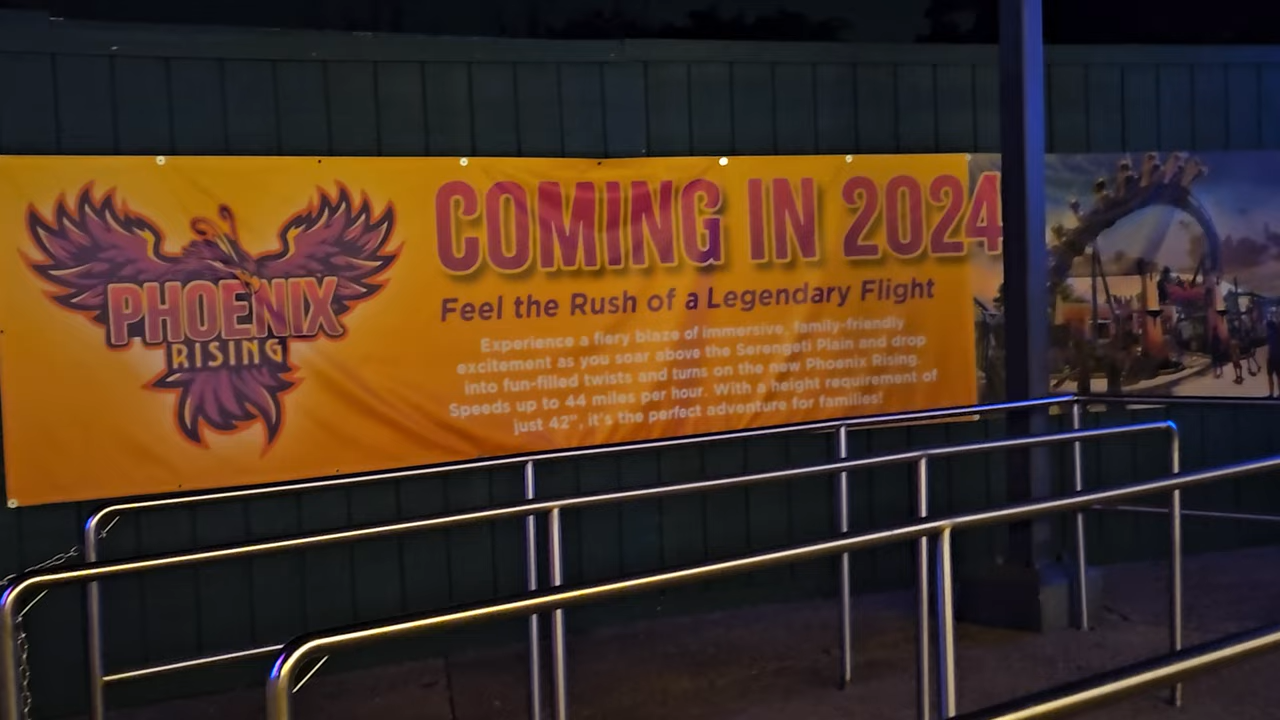 PHOENIX
RISING
COMING IN 2024
Feel the Rush of a Legendary Flight
Experience a fiery blaze of immersive, family-friendly
excitement as you soar above the Serengeti Plain and drop
into fun-filled twists and turns on the new Phoenix Rising.
Speeds up to 44 miles per hour. With a height requirement of
just 42", it's the perfect adventure for families!